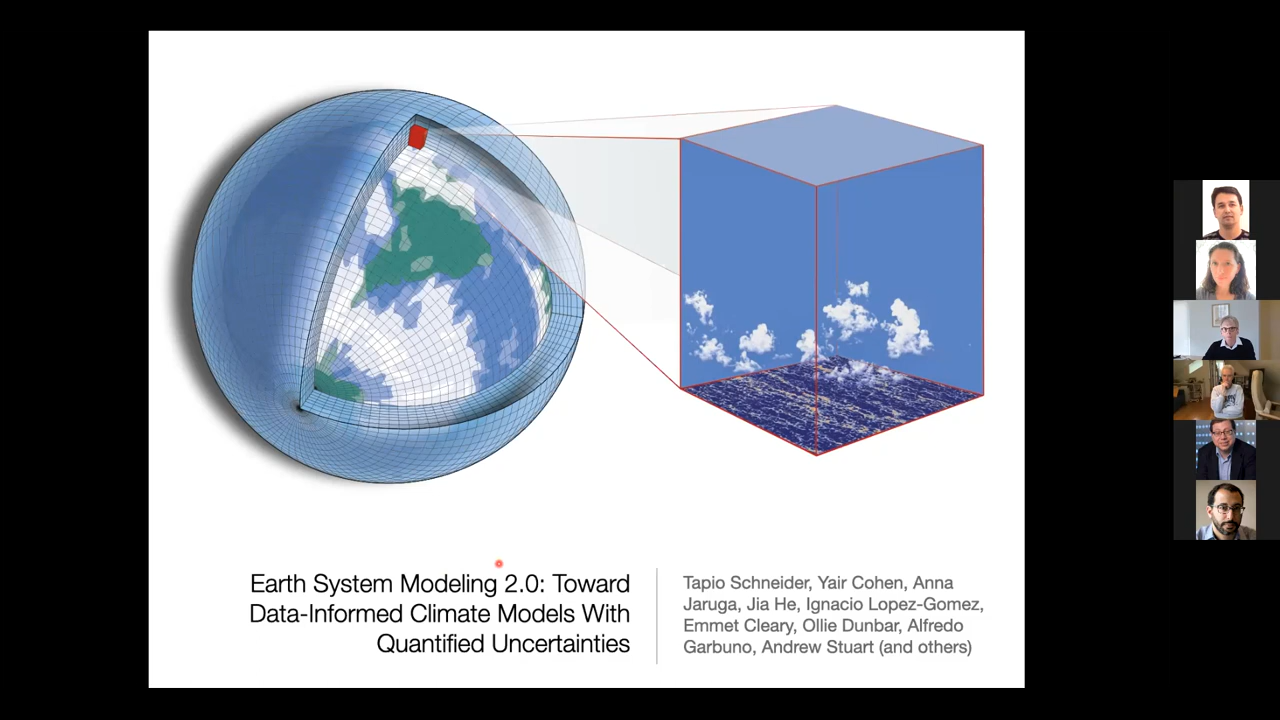 Earth System Modeling 2.0: Toward
Data-Informed Climate Models With
Quantified Uncertainties
Tapio Schneider, Yair Cohen, Anna
Jaruga, Jia He, Ignacio Lopez-Gomez,
Emmet Cleary, Ollie Dunbar, Alfredo
Garbuno, Andrew Stuart (and others)